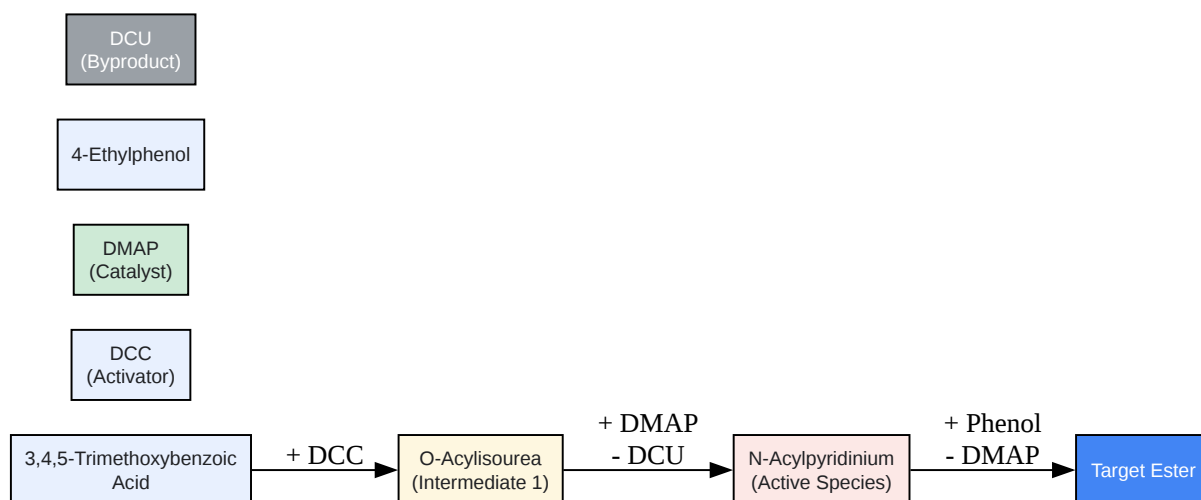 DCU
(Byproduct)
4-Ethylphenol
DMAP
(Catalyst)
DCC
(Activator)
3,4,5-Trimethoxybenzoic
Acid
+ DCC
O-Acylisourea
(Intermediate 1)
+ DMAP
- DCU
N-Acylpyridinium
(Active Species)
+ Phenol
- DMAP
Target Ester